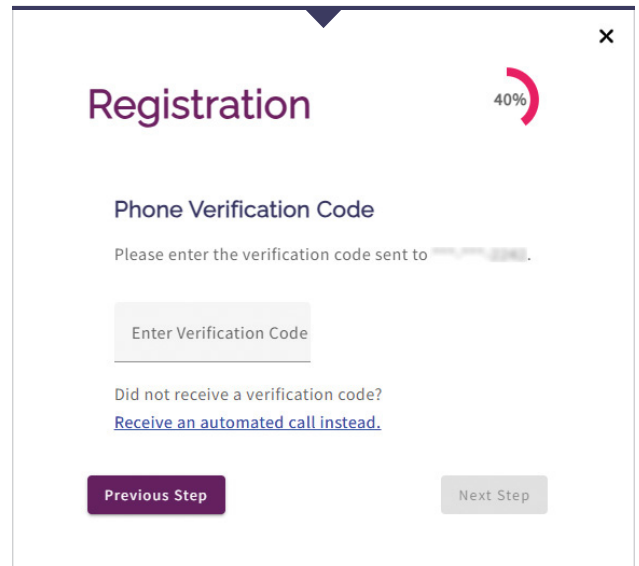 ×
Registration
40%
Phone Verification Code
Please enter the verification code sent to
Enter Verification Code
Did not receive a verification code?
Receive an automated call instead.
Previous Step
Next Step